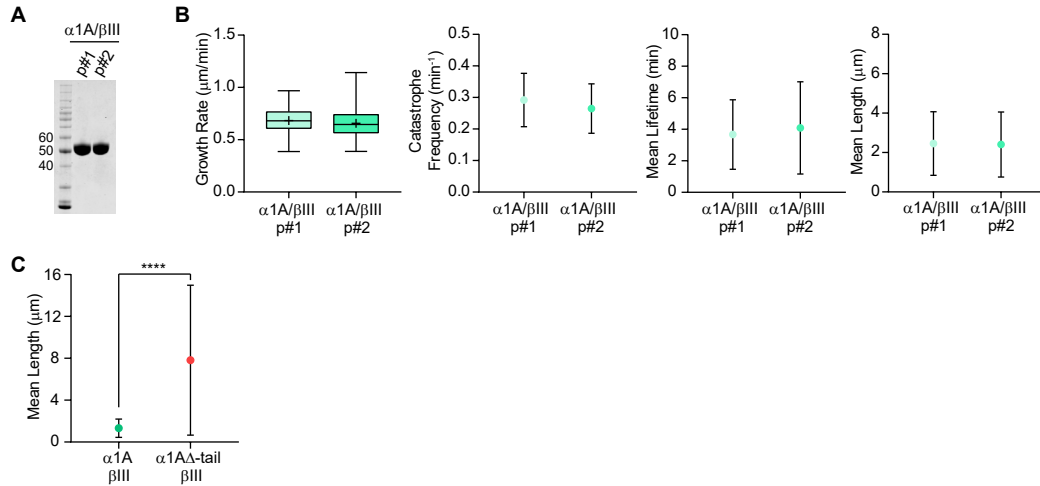 A
α1A/βIII
p#1
p#2
60
50
40
B
Growth Rate (μm/min)
1.5
1.0
0.5
0.0
α1A/βIII
p#1
α1A/βIII
p#2
Catastrophe
Frequency (min⁻¹)
0.5
0.4
0.3
0.2
0.1
0.0
α1A/βIII
p#1
α1A/βIII
p#2
Mean Lifetime (min)
10
8
6
4
2
0
α1A/βIII
p#1
α1A/βIII
p#2
Mean Length (μm)
8
6
4
2
0
α1A/βIII
p#1
α1A/βIII
p#2
C
Mean Length (μm)
16
12
8
4
0
****
α1A
βIII
α1AΔ-tail
βIII